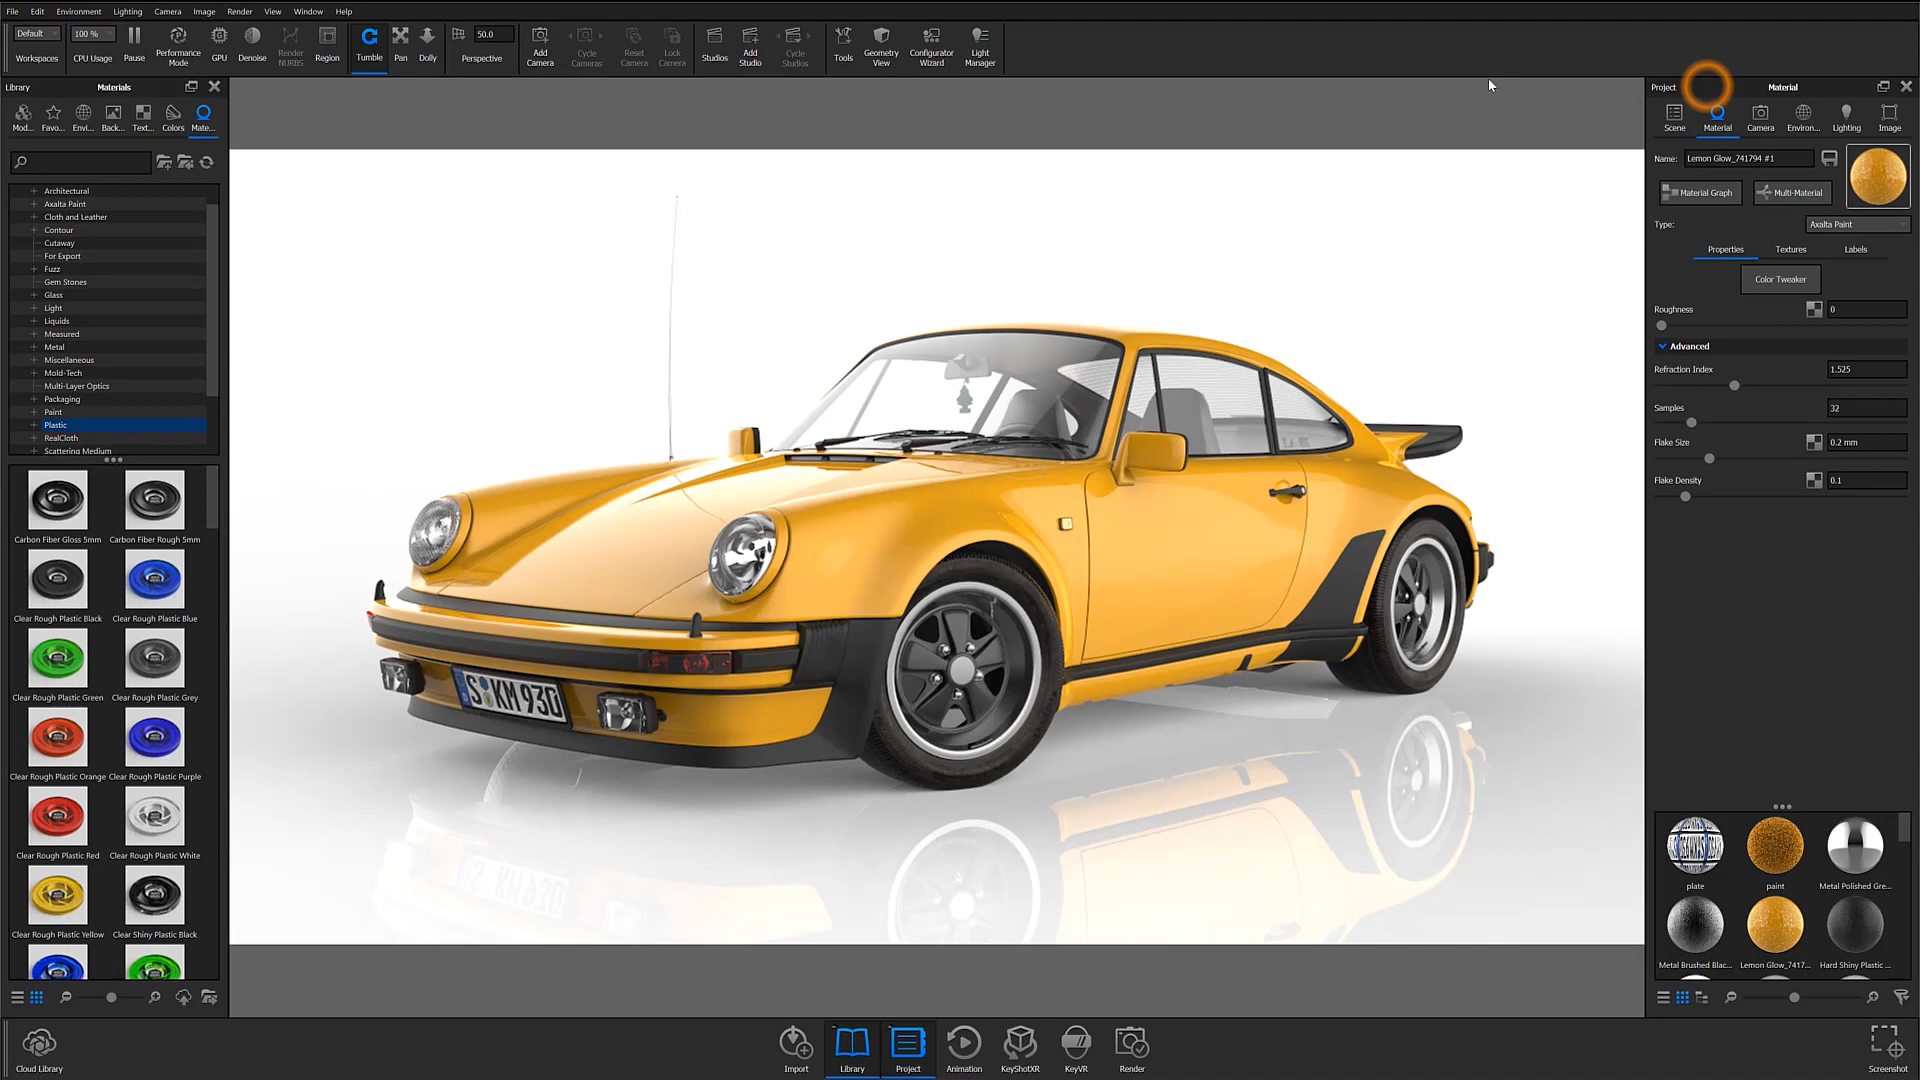 File Edit Environment Lighting Camera Image Render View Window Help
Default 100 % 50.0
Workspaces CPU Usage Pause Performance Mode GPU Denoise Render NURBS Region Tumble Pan Dolly Perspective Add Camera Cycle Cameras Reset Camera Lock Camera Studios Add Studio Cycle Studios Tools Geometry View Configurator Wizard Light Manager
Library Materials
Mod... Favo... Envi... Back... Text... Colors Mate...
Architectural
Axalta Paint
Cloth and Leather
Contour
Cutaway
For Export
Fuzz
Gem Stones
Glass
Light
Liquids
Measured
Metal
Miscellaneous
Mold-Tech
Multi-Layer Optics
Packaging
Paint
Plastic
RealCloth
Scattering Medium
Carbon Fiber Gloss 5mm Carbon Fiber Rough 5mm
Clear Rough Plastic Black Clear Rough Plastic Blue
Clear Rough Plastic Green Clear Rough Plastic Grey
Clear Rough Plastic Orange Clear Rough Plastic Purple
Clear Rough Plastic Red Clear Rough Plastic White
Clear Rough Plastic Yellow Clear Shiny Plastic Black
S KM 930
Project Material
Scene Material Camera Environ... Lighting Image
Name: Lemon Glow_741794 #1
Material Graph Multi-Material
Type: Axalta Paint
Properties Textures Labels
Color Tweaker
Roughness 0
Advanced
Refraction Index 1.525
Samples 32
Flake Size 0.2 mm
Flake Density 0.1
plate paint Metal Polished Gre...
Metal Brushed Blac... Lemon Glow_7417... Hard Shiny Plastic ...
Cloud Library Import Library Project Animation KeyShotXR KeyVR Render Screenshot